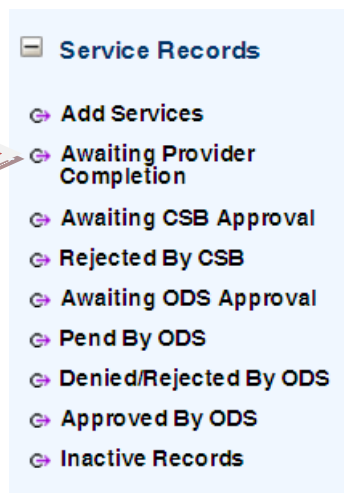 Service Records
Add Services
Awaiting Provider
Completion
Awaiting CSB Approval
Rejected By CSB
Awaiting ODS Approval
Pend By ODS
Denied/Rejected By ODS
Approved By ODS
Inactive Records